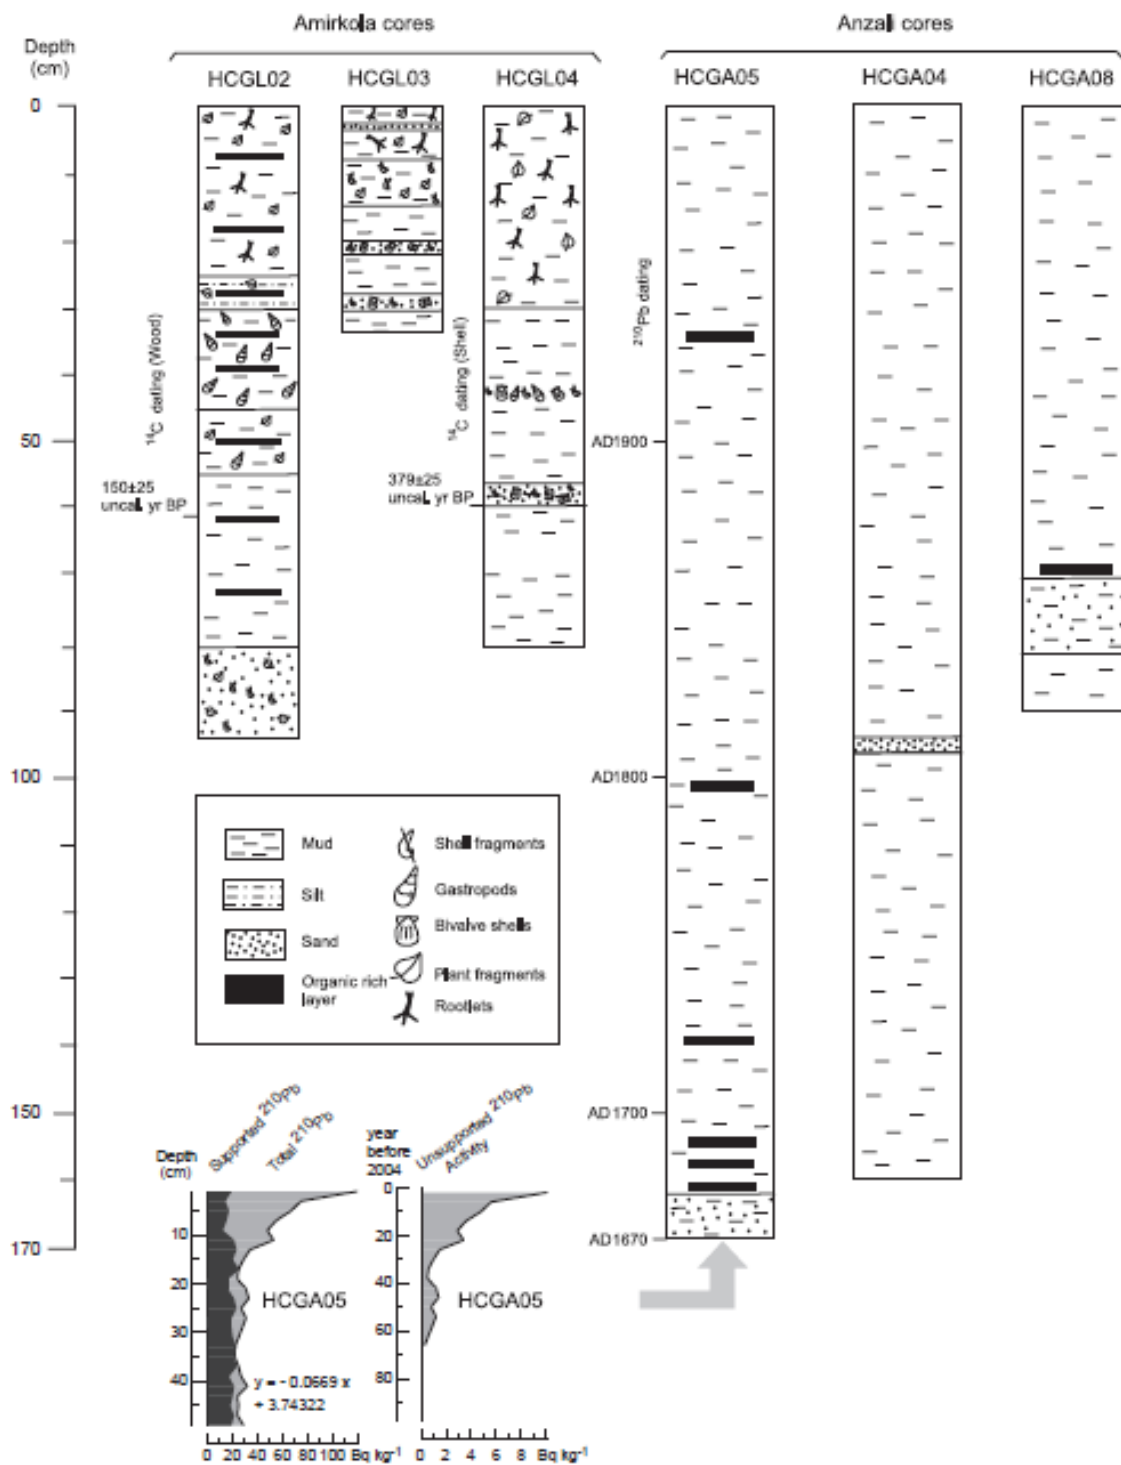 Amirkola cores
Anzali cores
Depth
(cm)
HCGL02
HCGL03
HCGL04
HCGA05
HCGA04
HCGA08
0
50
100
150
170
¹⁴C dating (Wood)
150±25
uncal. yr BP
¹⁴C dating (Shell)
379±25
uncal. yr BP
²¹⁰Pb dating
AD1900
AD1800
AD1700
AD1670
Mud
Silt
Sand
Organic rich
layer
Shell fragments
Gastropods
Bivalve shells
Plant fragments
Rootlets
Depth
(cm)
Supported ²¹⁰Pb
Total ²¹⁰Pb
10
20
30
40
HCGA05
y = - 0.0669 x
+ 3.74322
0 20 40 60 80 100 Bq kg⁻¹
year
before
2004
Unsupported ²¹⁰Pb
Activity
0
20
40
60
80
HCGA05
0 2 4 6 8 Bq kg⁻¹